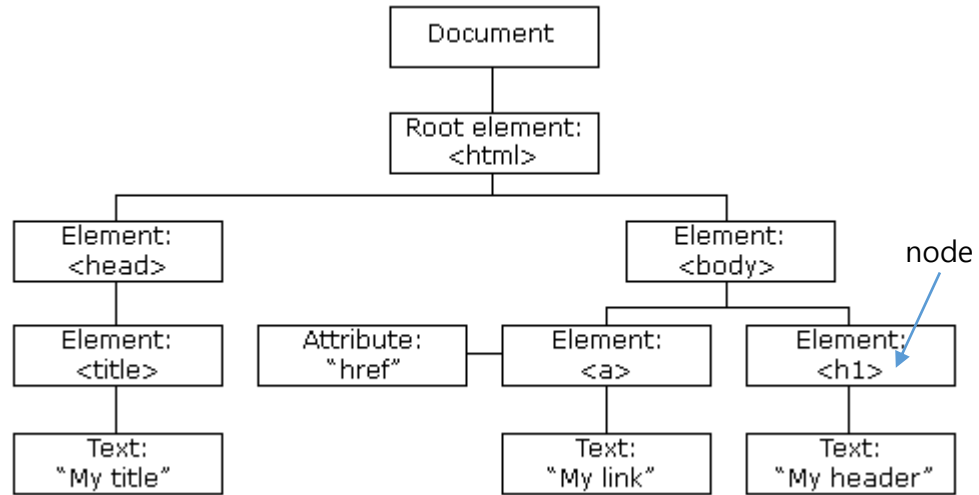 Document
Root element:
<html>
Element:
<head>
Element:
<body>
node
Element:
<title>
Attribute:
“href”
Element:
<a>
Element:
<h1>
Text:
“My title”
Text:
“My link”
Text:
“My header”